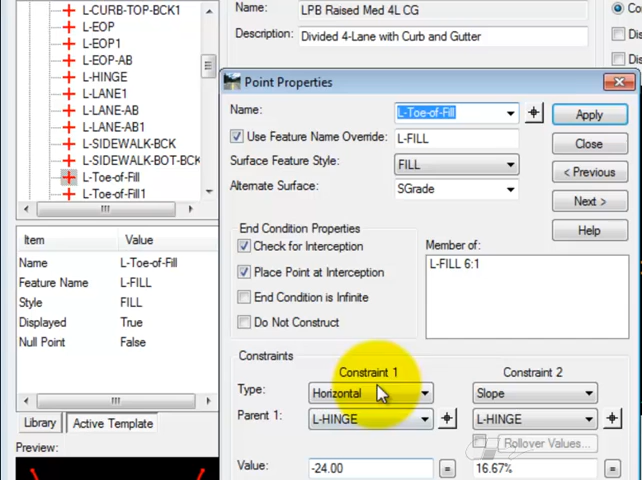 L-CURB-TOP-BCK1
L-EOP
L-EOP1
L-EOP-AB
L-HINGE
L-LANE1
L-LANE-AB
L-LANE-AB1
L-SIDEWALK-BCK
L-SIDEWALK-BOT-BCK
L-Toe-of-Fill
L-Toe-of-Fill1
Item Value
Name L-Toe-of-Fill
Feature Name L-FILL
Style FILL
Displayed True
Null Point False
Library Active Template
Preview:
Name: LPB Raised Med 4L CG
Description: Divided 4-Lane with Curb and Gutter
Point Properties
Name: L-Toe-of-Fill
Use Feature Name Override: L-FILL
Surface Feature Style: FILL
Alternate Surface: SGrade
Apply
Close
< Previous
Next >
Help
End Condition Properties
Check for Interception
Place Point at Interception
End Condition is Infinite
Do Not Construct
Member of:
L-FILL 6:1
Constraints
Constraint 1 Constraint 2
Type: Horizontal Slope
Parent 1: L-HINGE L-HINGE
Rollover Values...
Value: -24.00 = 16.67% =